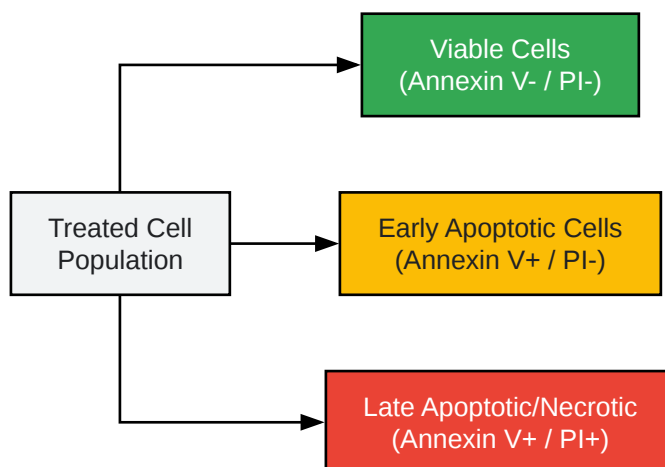 Viable Cells
(Annexin V- / PI-)
Treated Cell
Population
Early Apoptotic Cells
(Annexin V+ / PI-)
Late Apoptotic/Necrotic
(Annexin V+ / PI+)